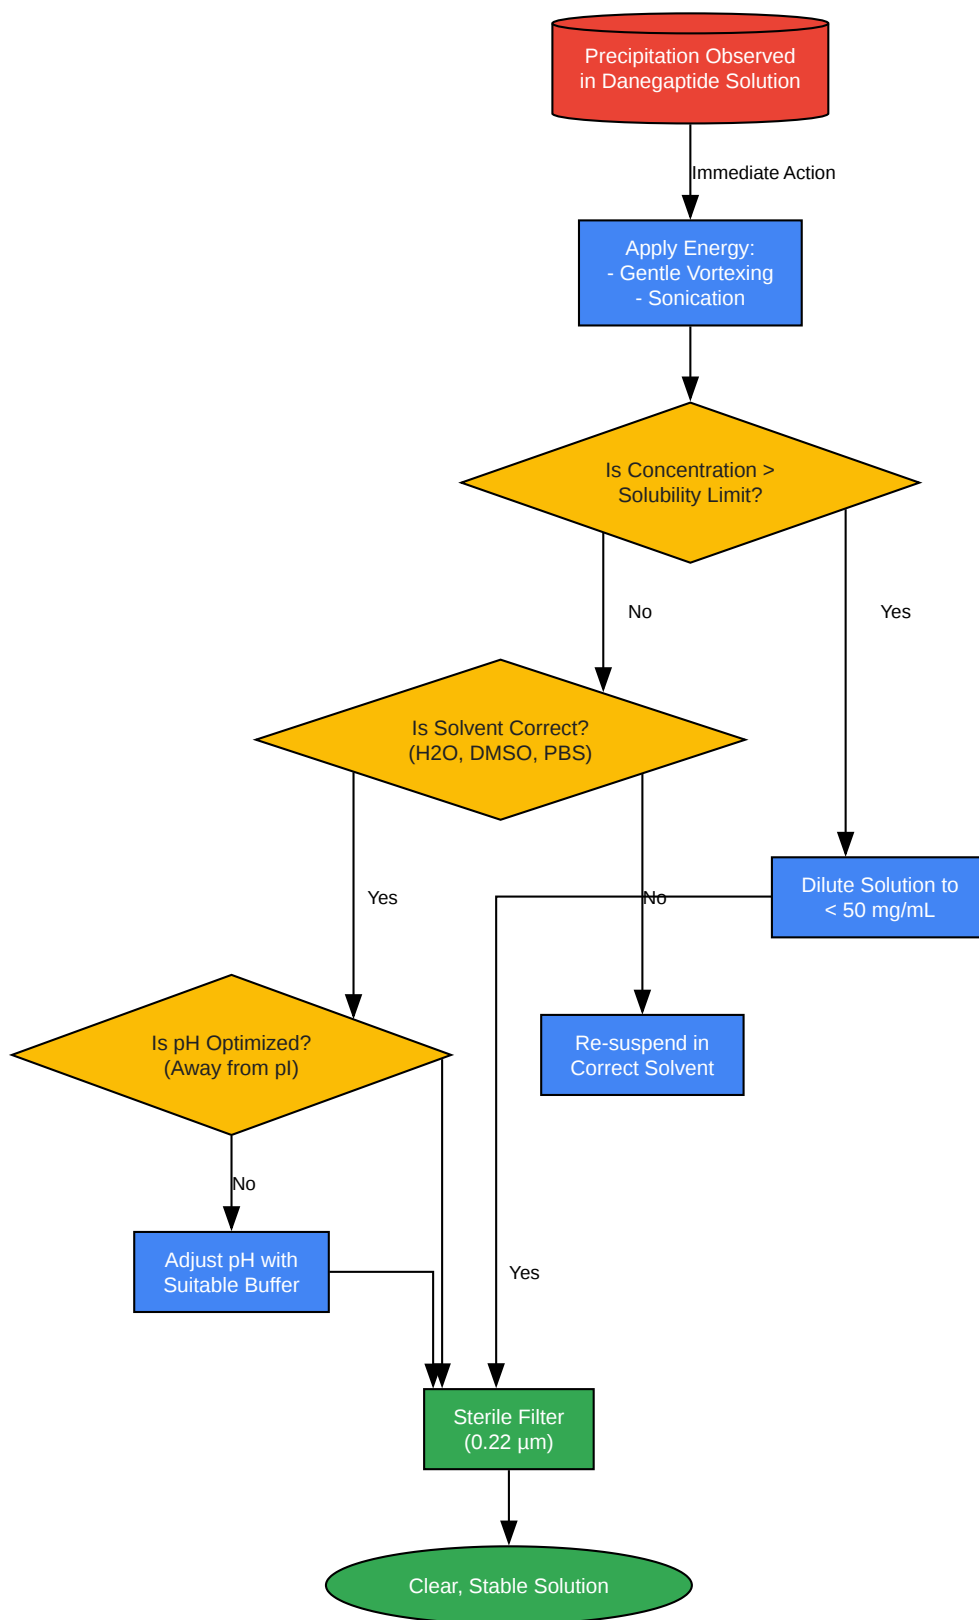 Precipitation Observed
in Danegaptide Solution
Immediate Action
Apply Energy:
- Gentle Vortexing
- Sonication
Is Concentration >
Solubility Limit?
No
Yes
Is Solvent Correct?
(H2O, DMSO, PBS)
Yes
No
Dilute Solution to
< 50 mg/mL
Is pH Optimized?
(Away from pI)
Re-suspend in
Correct Solvent
No
Adjust pH with
Suitable Buffer
Yes
Sterile Filter
(0.22 µm)
Clear, Stable Solution